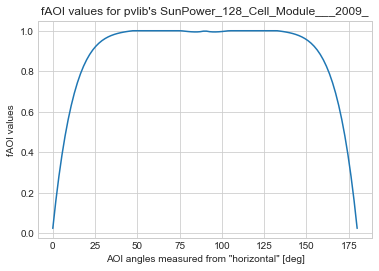 fAOI values for pvlib's SunPower_128_Cell_Module___2009_
1.0
0.8
0.6
0.4
0.2
0.0
fAOI values
0 25 50 75 100 125 150 175
AOI angles measured from "horizontal" [deg]